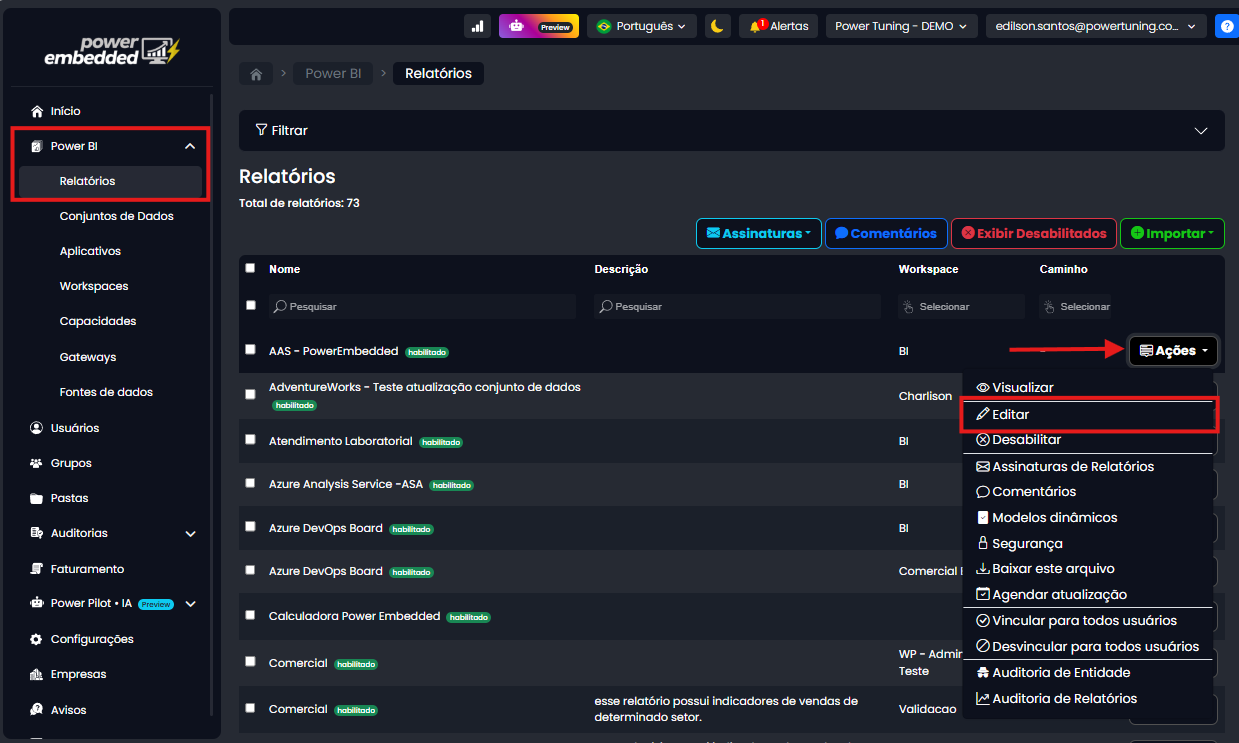 power
embedded
Preview
Português
1
Alertas
Power Tuning - DEMO
edilson.santos@powertuning.co...
?
Power BI
Relatórios
Início
Power BI
Relatórios
Conjuntos de Dados
Aplicativos
Workspaces
Capacidades
Gateways
Fontes de dados
Usuários
Grupos
Pastas
Auditorias
Faturamento
Power Pilot • IA Preview
Configurações
Empresas
Avisos
Filtrar
Relatórios
Total de relatórios: 73
Assinaturas
Comentários
Exibir Desabilitados
Importar
Nome Descrição Workspace Caminho
Pesquisar Pesquisar Selecionar Selecionar
AAS - PowerEmbedded habilitado BI - Ações
AdventureWorks - Teste atualização conjunto de dados
habilitado
Charlison
Atendimento Laboratorial habilitado BI
Azure Analysis Service -ASA habilitado BI
Azure DevOps Board habilitado BI
Azure DevOps Board habilitado Comercial
Calculadora Power Embedded habilitado
Comercial habilitado
WP - Admin
Teste
Comercial habilitado
esse relatório possui indicadores de vendas de
determinado setor.
Validacao
Visualizar
Editar
Desabilitar
Assinaturas de Relatórios
Comentários
Modelos dinâmicos
Segurança
Baixar este arquivo
Agendar atualização
Vincular para todos usuários
Desvincular para todos usuários
Auditoria de Entidade
Auditoria de Relatórios